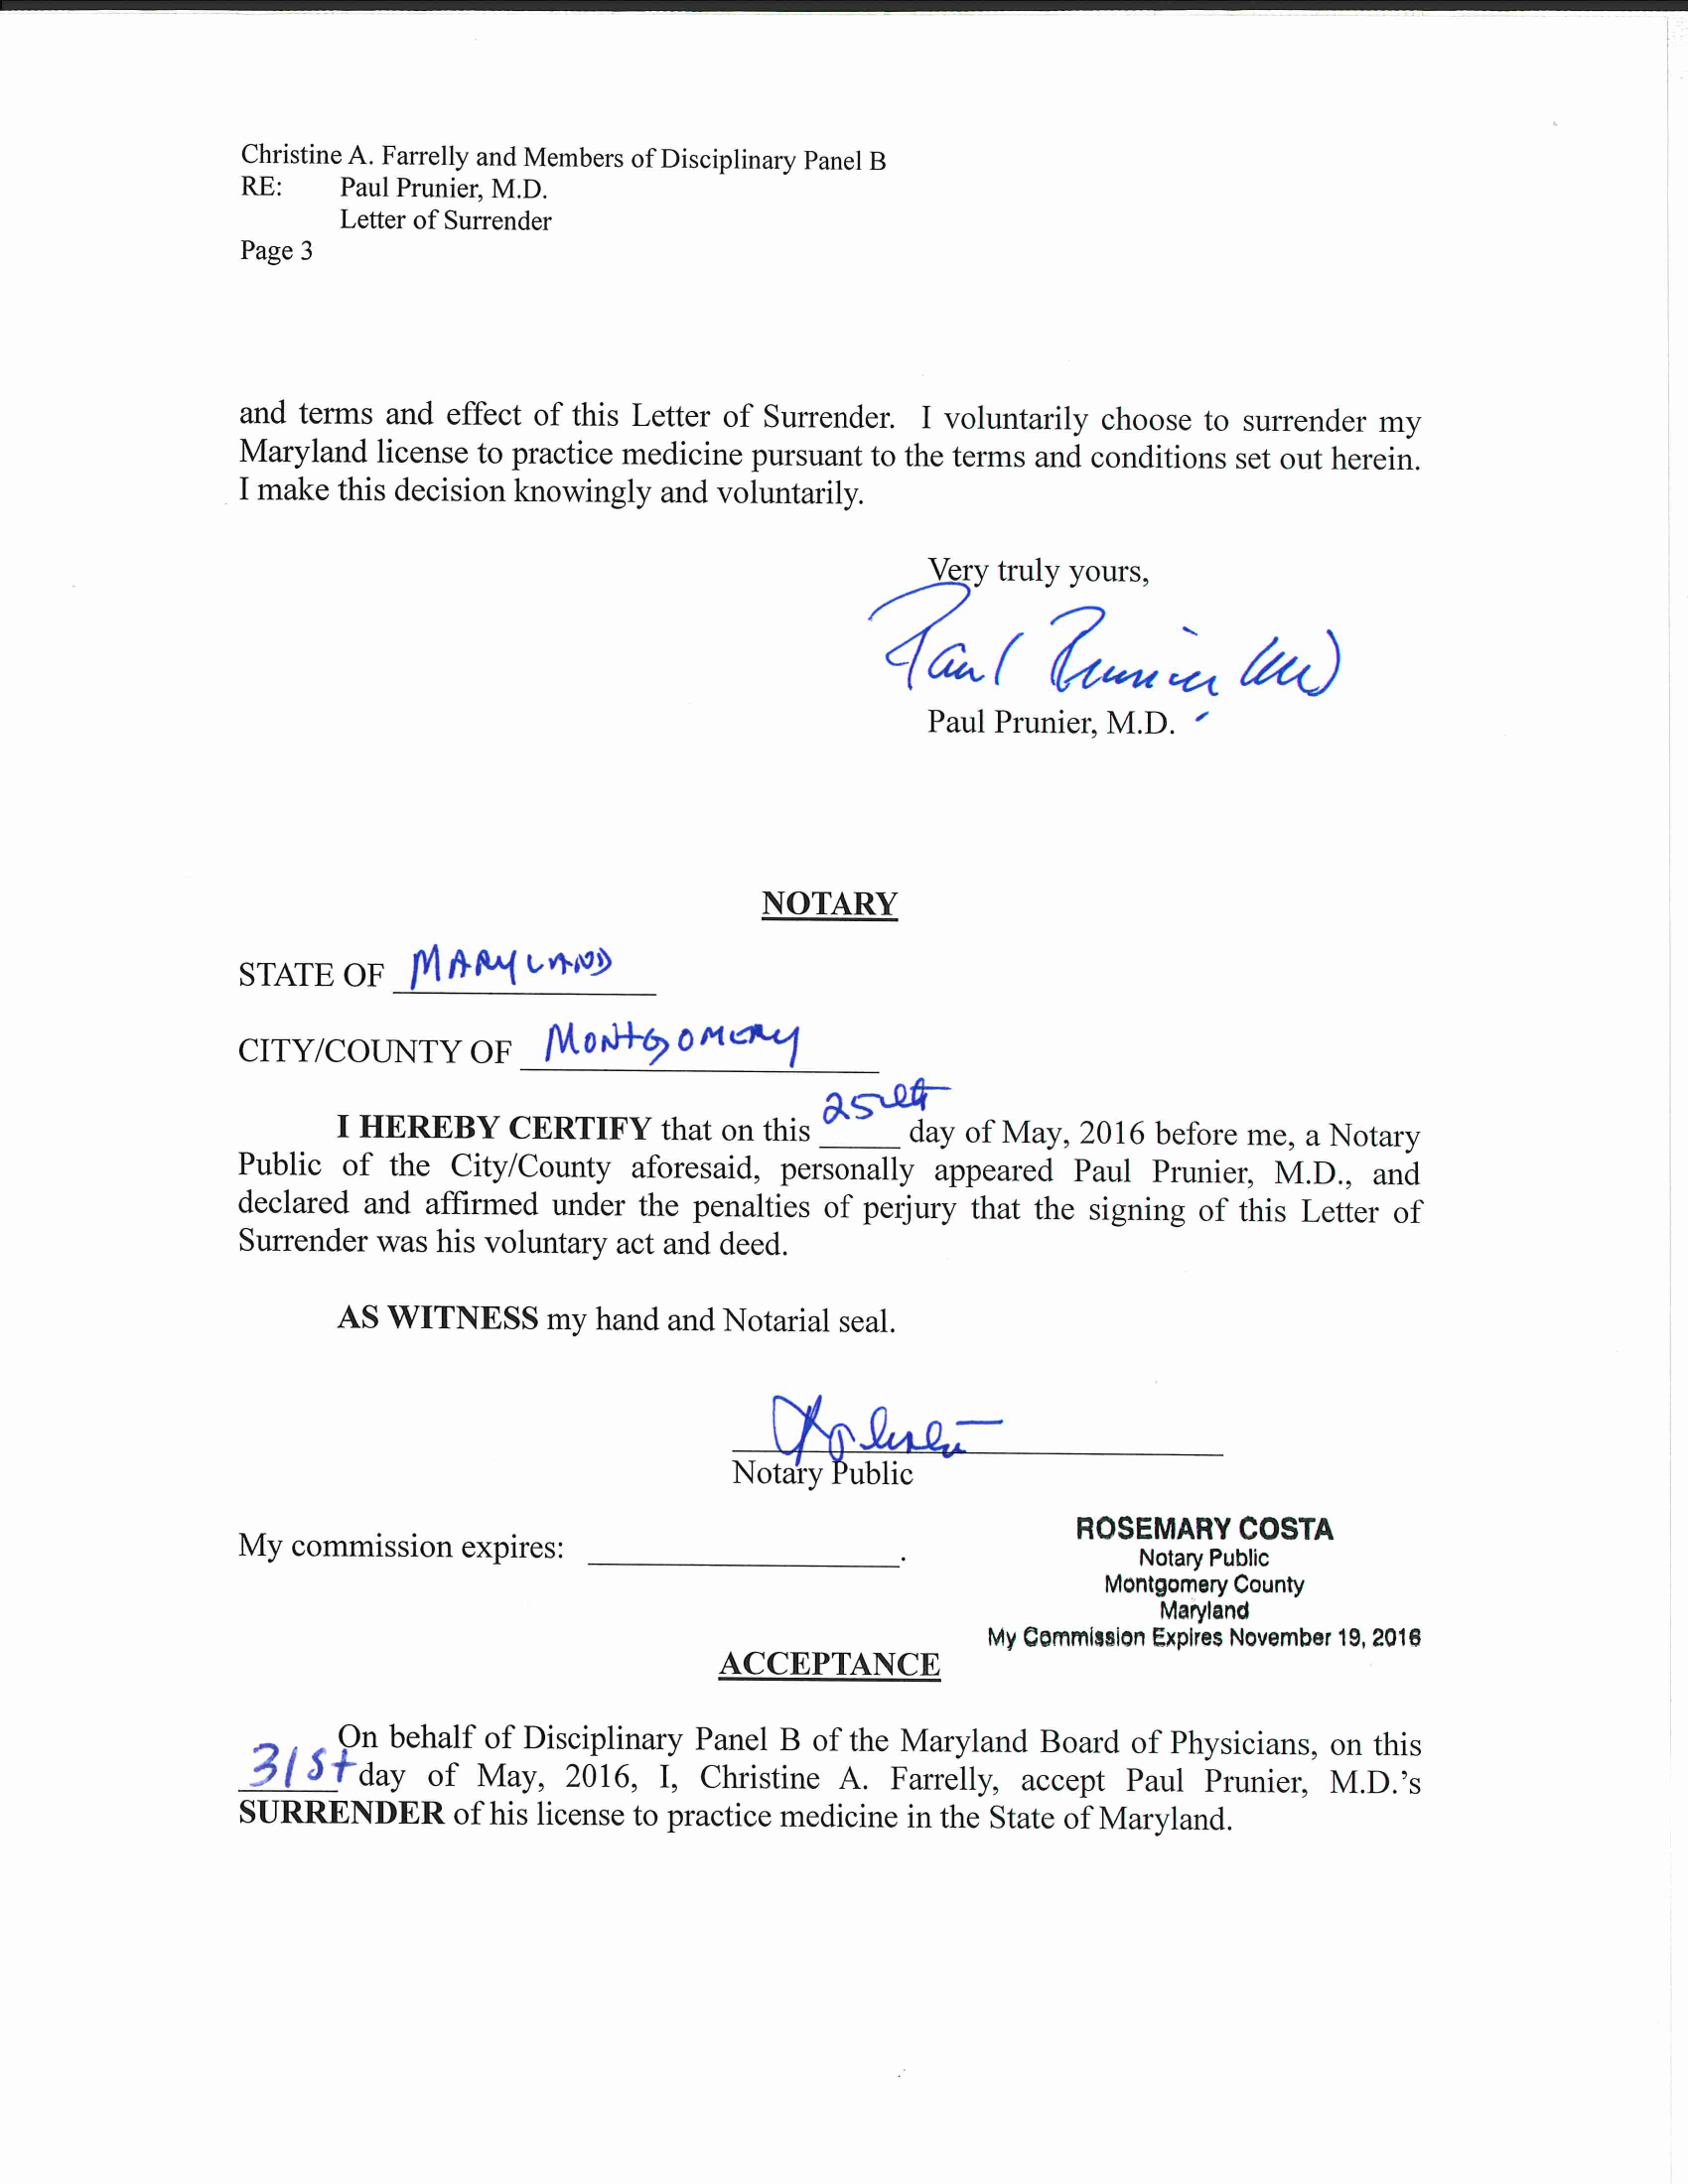 Christine A. Farrelly and Members of Disciplinary Panel B
RE: Paul Prunier, M.D.
Letter of Surrender
Page 3
and terms and effect of this Letter of Surrender. I voluntarily choose to surrender my
Maryland license to practice medicine pursuant to the terms and conditions set out herein.
I make this decision knowingly and voluntarily.
Very truly yours,
Paul Prunier MD
Paul Prunier, M.D.
NOTARY
STATE OF MARYLAND
CITY/COUNTY OF MONTGOMERY
I HEREBY CERTIFY that on this 25th day of May, 2016 before me, a Notary
Public of the City/County aforesaid, personally appeared Paul Prunier, M.D., and
declared and affirmed under the penalties of perjury that the signing of this Letter of
Surrender was his voluntary act and deed.
AS WITNESS my hand and Notarial seal.
Notary Public
My commission expires: .
ROSEMARY COSTA
Notary Public
Montgomery County
Maryland
My Commission Expires November 19, 2016
ACCEPTANCE
On behalf of Disciplinary Panel B of the Maryland Board of Physicians, on this
31st day of May, 2016, I, Christine A. Farrelly, accept Paul Prunier, M.D.'s
SURRENDER of his license to practice medicine in the State of Maryland.